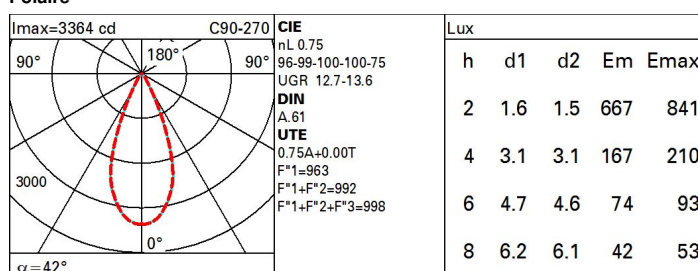 Imax=3364 cd C90-270
90° 180° 90°
3000
0°
α=42°
CIE
nL 0.75
96-99-100-100-75
UGR 12.7-13.6
DIN
A.61
UTE
0.75A+0.00T
F"1=963
F"1+F"2=992
F"1+F"2+F"3=998
Lux
h d1 d2 Em Emax
2 1.6 1.5 667 841
4 3.1 3.1 167 210
6 4.7 4.6 74 93
8 6.2 6.1 42 53